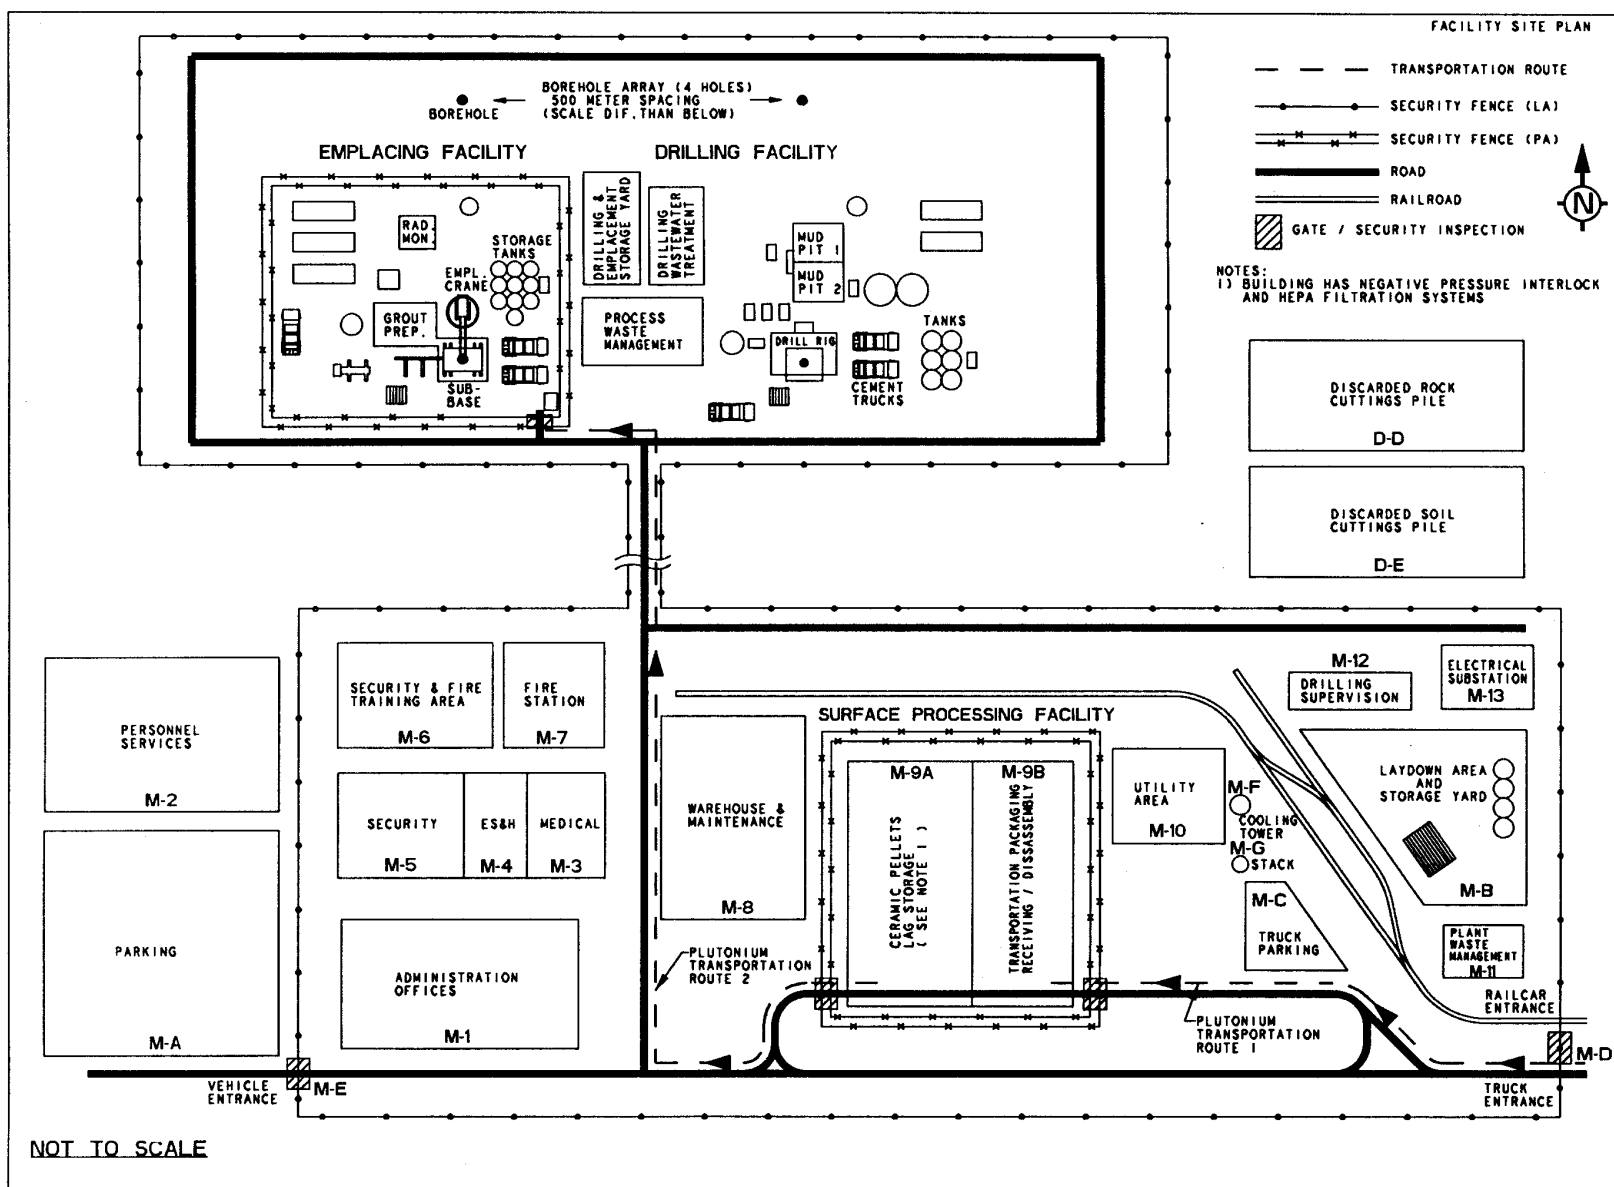 FACILITY SITE PLAN
TRANSPORTATION ROUTE
SECURITY FENCE (LA)
SECURITY FENCE (PA)
ROAD
RAILROAD
GATE / SECURITY INSPECTION
N
NOTES:
1) BUILDING HAS NEGATIVE PRESSURE INTERLOCK
AND HEPA FILTRATION SYSTEMS
BOREHOLE ARRAY (4 HOLES)
500 METER SPACING
(SCALE DIF. THAN BELOW)
BOREHOLE
EMPLACING FACILITY
DRILLING FACILITY
RAD.
MON.
STORAGE
TANKS
EMPL.
CRANE
GROUT
PREP.
SUB-
BASE
DRILLING &
EMPLACEMENT
STORAGE YARD
DRILLING
WASTEWATER
TREATMENT
PROCESS
WASTE
MANAGEMENT
MUD
PIT 1
MUD
PIT 2
DRILL RIG
TANKS
CEMENT
TRUCKS
DISCARDED ROCK
CUTTINGS PILE
D-D
DISCARDED SOIL
CUTTINGS PILE
D-E
PERSONNEL
SERVICES
M-2
PARKING
M-A
SECURITY & FIRE
TRAINING AREA
M-6
FIRE
STATION
M-7
SECURITY
M-5
ES&H
M-4
MEDICAL
M-3
ADMINISTRATION
OFFICES
M-1
VEHICLE
ENTRANCE
M-E
WAREHOUSE &
MAINTENANCE
M-8
PLUTONIUM
TRANSPORTATION
ROUTE 2
SURFACE PROCESSING FACILITY
M-9A
CERAMIC PELLETS
LAG STORAGE
( SEE NOTE 1 )
M-9B
TRANSPORTATION PACKAGING
RECEIVING / DISSASSEMBLY
UTILITY
AREA
M-10
M-F
COOLING
TOWER
M-G
STACK
M-C
TRUCK
PARKING
PLUTONIUM
TRANSPORTATION
ROUTE 1
M-12
DRILLING
SUPERVISION
ELECTRICAL
SUBSTATION
M-13
LAYDOWN AREA
AND
STORAGE YARD
M-B
PLANT
WASTE
MANAGEMENT
M-11
RAILCAR
ENTRANCE
M-D
TRUCK
ENTRANCE
NOT TO SCALE